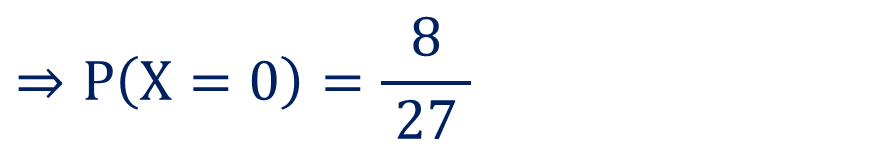 ⇒ P(X = 0) = 8/27